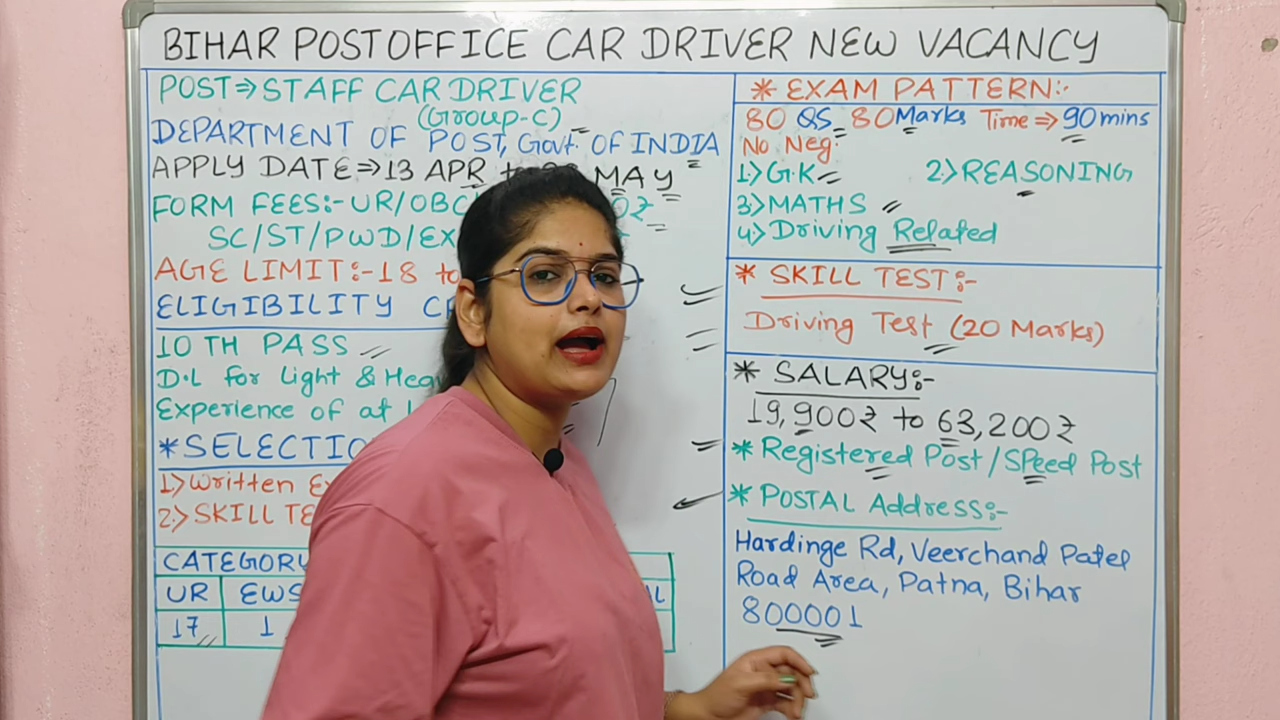 BIHAR POSTOFFICE CAR DRIVER NEW VACANCY
POST⇒STAFF CAR DRIVER
(Group-C)
DEPARTMENT OF POST, Govt. OF INDIA
APPLY DATE⇒13 APR to MAY
FORM FEES:-UR/OBC
SC/ST/PWD/EX
AGE LIMIT:-18 to
ELIGIBILITY
10 TH PASS
D.L for Light &
Experience of at
*
1>Written
2.>SKILL
CATEGORY
UR EWS
17 1
* EXAM PATTERN:-
80 QS 80 Marks Time ⇒ 90 mins
No Neg.
1.>G.K 2.>REASONING
3>MATHS
4.> Driving Related
* SKILL TEST:-
Driving Test (20 Marks)
* SALARY:-
19,900₹ to 63,200₹
* Registered Post / SPeed Post
* POSTAL Address:-
Hardinge Rd, Veerchand Patel
Road Area, Patna, Bihar
800001